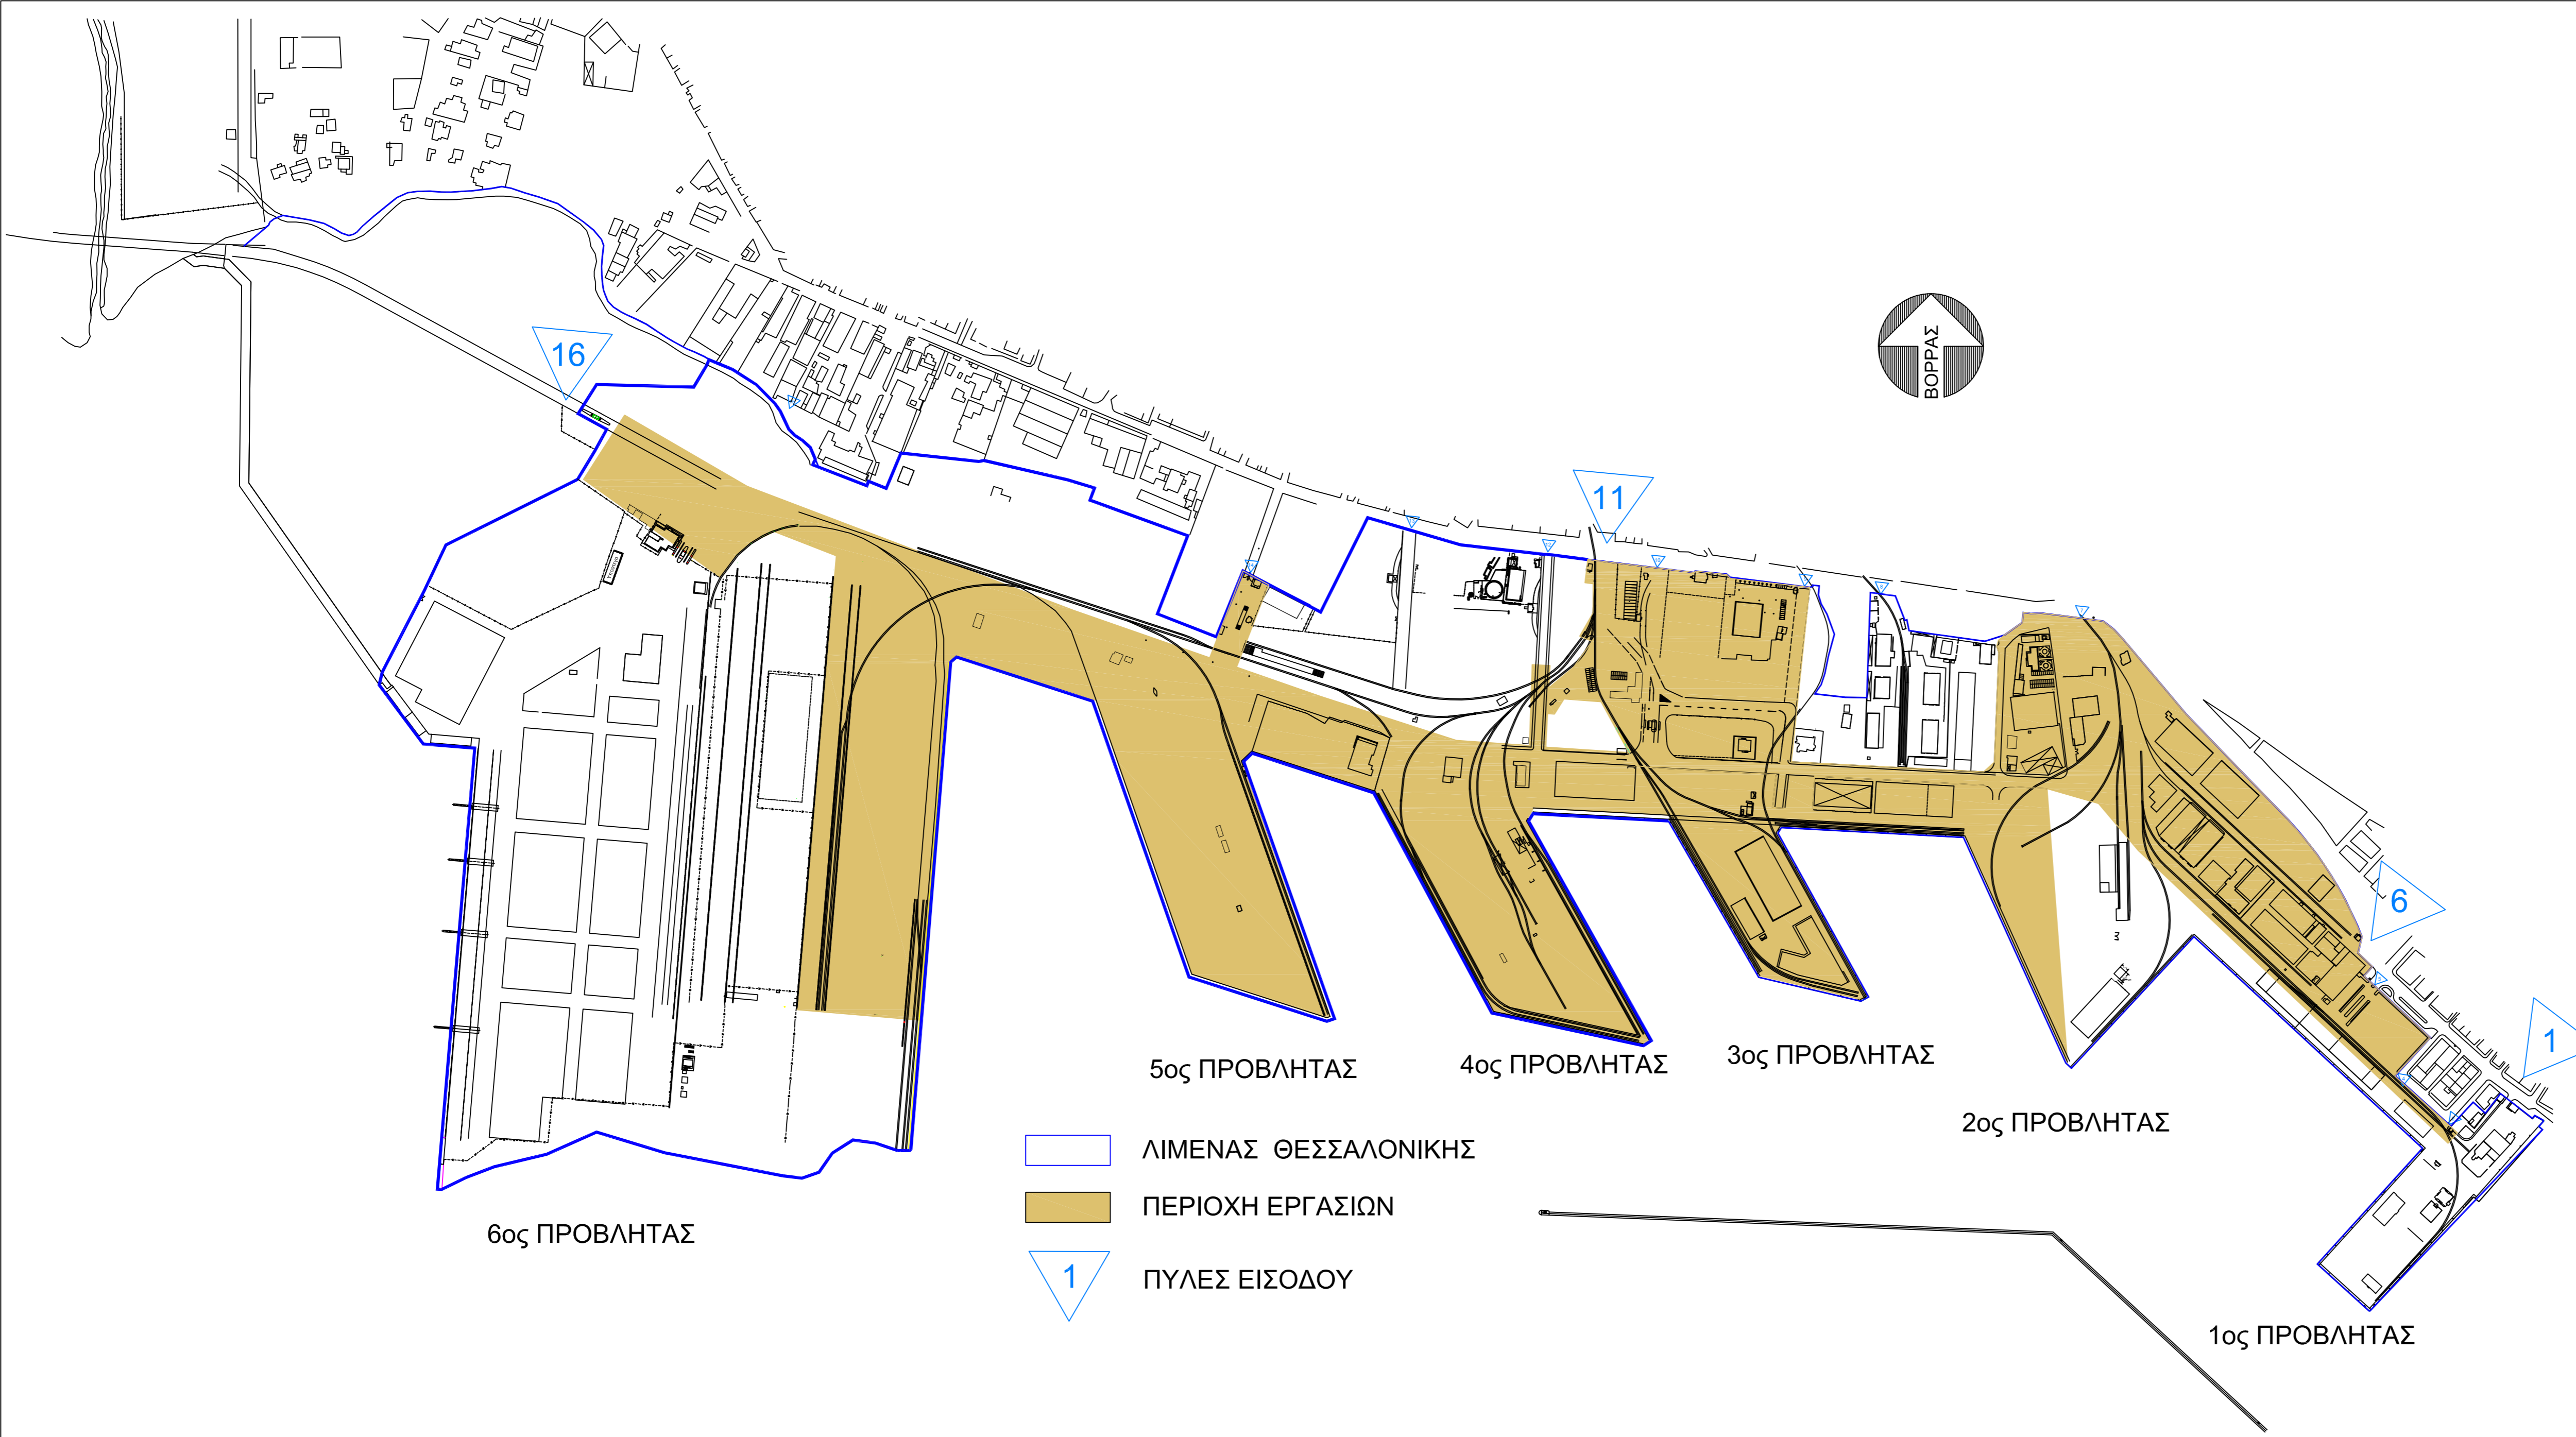 ΒΟΡΡΑΣ
16
11
6
1
5ος ΠΡΟΒΛΗΤΑΣ
4ος ΠΡΟΒΛΗΤΑΣ
3ος ΠΡΟΒΛΗΤΑΣ
2ος ΠΡΟΒΛΗΤΑΣ
ΛΙΜΕΝΑΣ ΘΕΣΣΑΛΟΝΙΚΗΣ
ΠΕΡΙΟΧΗ ΕΡΓΑΣΙΩΝ
6ος ΠΡΟΒΛΗΤΑΣ
1
ΠΥΛΕΣ ΕΙΣΟΔΟΥ
1ος ΠΡΟΒΛΗΤΑΣ